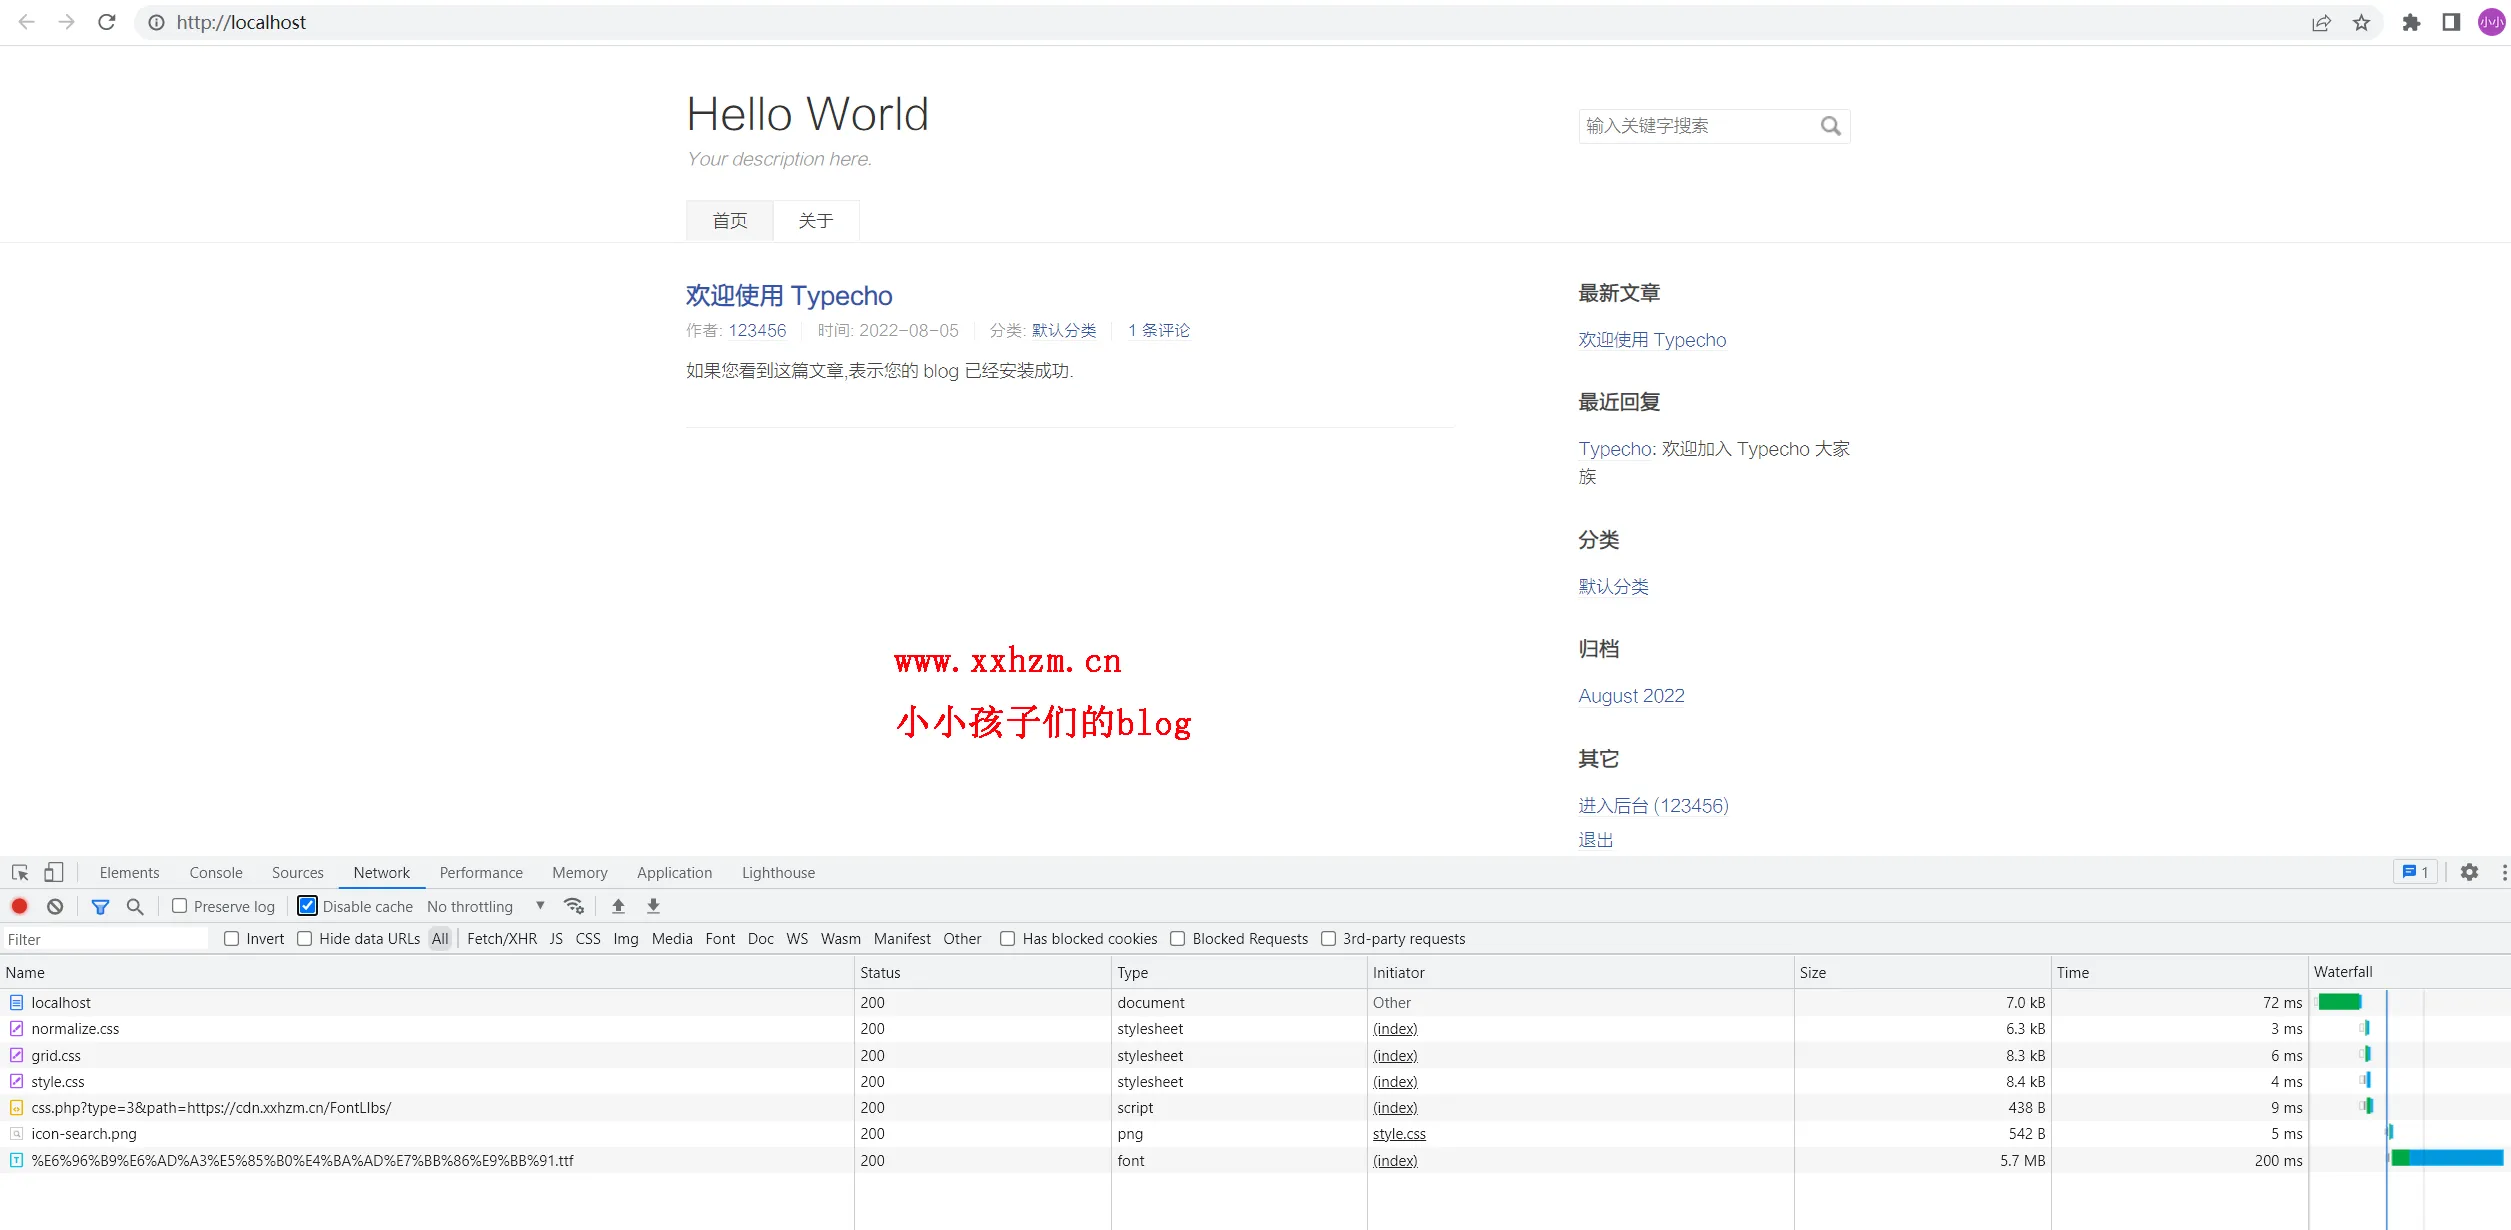 http://localhost
小小
Hello World
Your description here.
输入关键字搜索
首页 关于
欢迎使用 Typecho
作者: 123456 时间: 2022-08-05 分类: 默认分类 1 条评论
如果您看到这篇文章,表示您的 blog 已经安装成功.
最新文章
欢迎使用 Typecho
最近回复
Typecho: 欢迎加入 Typecho 大家
族
分类
默认分类
归档
August 2022
其它
进入后台 (123456)
退出
www.xxhzm.cn
小小孩子们的blog
Elements Console Sources Network Performance Memory Application Lighthouse 1
Preserve log Disable cache No throttling
Filter Invert Hide data URLs All Fetch/XHR JS CSS Img Media Font Doc WS Wasm Manifest Other Has blocked cookies Blocked Requests 3rd-party requests
Name Status Type Initiator Size Time Waterfall
localhost 200 document Other 7.0 kB 72 ms
normalize.css 200 stylesheet (index) 6.3 kB 3 ms
grid.css 200 stylesheet (index) 8.3 kB 6 ms
style.css 200 stylesheet (index) 8.4 kB 4 ms
css.php?type=3&path=https://cdn.xxhzm.cn/FontLIbs/ 200 script (index) 438 B 9 ms
icon-search.png 200 png style.css 542 B 5 ms
%E6%96%B9%E6%AD%A3%E5%85%B0%E4%BA%AD%E7%BB%86%E9%BB%91.ttf 200 font (index) 5.7 MB 200 ms